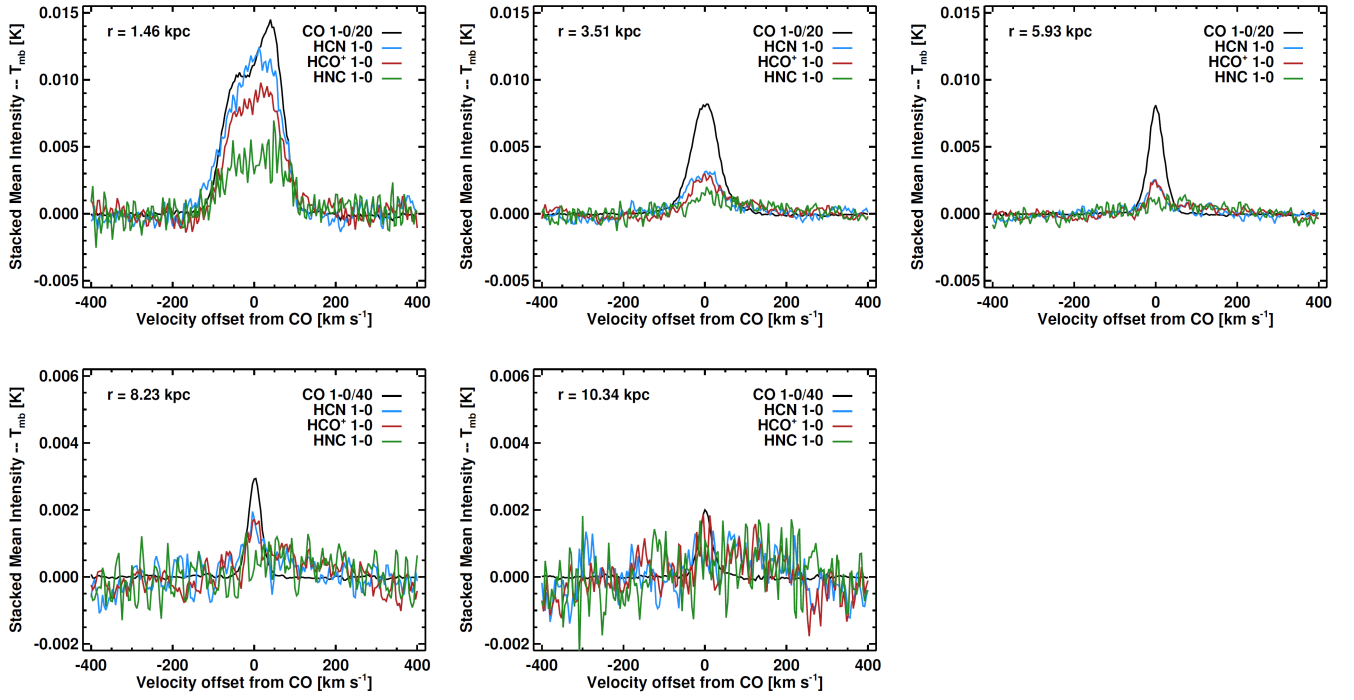 0.015
0.010
0.005
0.000
-0.005
Stacked Mean Intensity -- Tmb [K]
r = 1.46 kpc
CO 1-0/20
HCN 1-0
HCO⁺ 1-0
HNC 1-0
-400 -200 0 200 400
Velocity offset from CO [km s⁻¹]
0.015
0.010
0.005
0.000
-0.005
Stacked Mean Intensity -- Tmb [K]
r = 3.51 kpc
CO 1-0/20
HCN 1-0
HCO⁺ 1-0
HNC 1-0
-400 -200 0 200 400
Velocity offset from CO [km s⁻¹]
0.015
0.010
0.005
0.000
-0.005
Stacked Mean Intensity -- Tmb [K]
r = 5.93 kpc
CO 1-0/20
HCN 1-0
HCO⁺ 1-0
HNC 1-0
-400 -200 0 200 400
Velocity offset from CO [km s⁻¹]
0.006
0.004
0.002
0.000
-0.002
Stacked Mean Intensity -- Tmb [K]
r = 8.23 kpc
CO 1-0/40
HCN 1-0
HCO⁺ 1-0
HNC 1-0
-400 -200 0 200 400
Velocity offset from CO [km s⁻¹]
0.006
0.004
0.002
0.000
-0.002
Stacked Mean Intensity -- Tmb [K]
r = 10.34 kpc
CO 1-0/40
HCN 1-0
HCO⁺ 1-0
HNC 1-0
-400 -200 0 200 400
Velocity offset from CO [km s⁻¹]